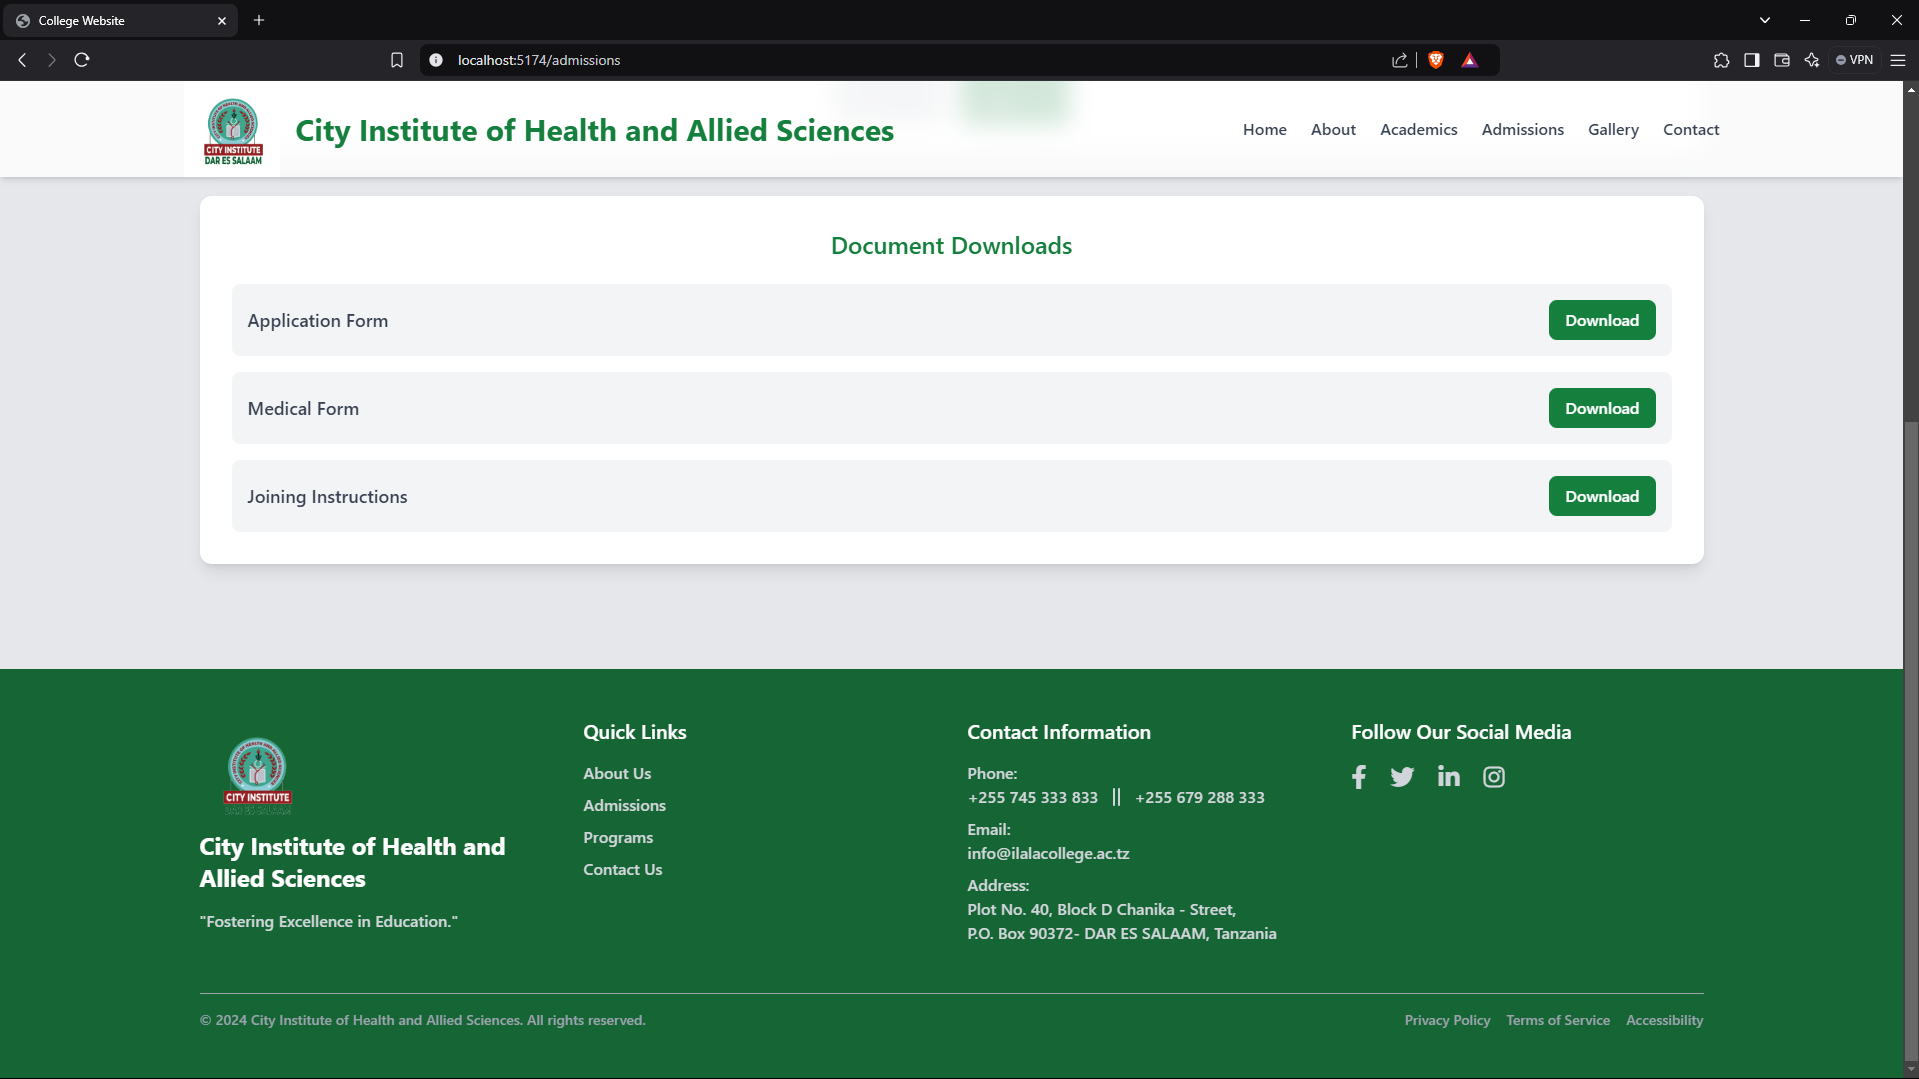 College Website
localhost:5174/admissions
VPN
CITY INSTITUTE
DAR ES SALAAM
City Institute of Health and Allied Sciences
Home
About
Academics
Admissions
Gallery
Contact
Document Downloads
Application Form
Download
Medical Form
Download
Joining Instructions
Download
CITY INSTITUTE
DAR ES SALAAM
City Institute of Health and
Allied Sciences
"Fostering Excellence in Education."
Quick Links
About Us
Admissions
Programs
Contact Us
Contact Information
Phone:
+255 745 333 833 || +255 679 288 333
Email:
info@ilalacollege.ac.tz
Address:
Plot No. 40, Block D Chanika - Street,
P.O. Box 90372- DAR ES SALAAM, Tanzania
Follow Our Social Media
© 2024 City Institute of Health and Allied Sciences. All rights reserved.
Privacy Policy
Terms of Service
Accessibility